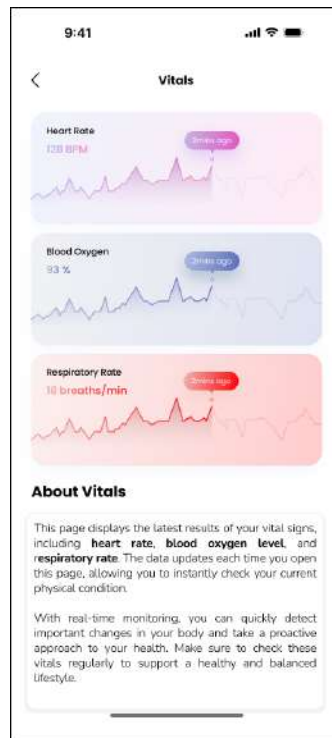 9:41
Vitals
Heart Rate
2mins ago
128 BPM
Blood Oxygen
2mins ago
93 %
Respiratory Rate
2mins ago
breaths/min
About Vitals
This page displays the latest results of your vital signs,
including heart rate, blood oxygen level, and
respiratory rate. The data updates each time you open
this page, allowing you to instantly check your current
physical condition.
With real-time monitoring, you can quickly detect
important changes in your body and take a proactive
approach to your health. Make sure to check these
vitals regularly to support a healthy and balanced
lifestyle.